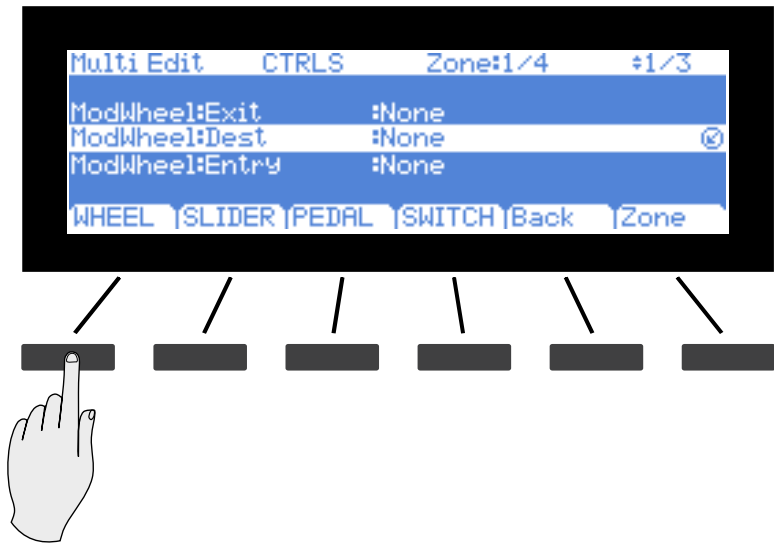 Multi Edit CTRLS Zone:1/4 ÷1/3
ModWheel:Exit :None
ModWheel:Dest :None
ModWheel:Entry :None
WHEEL SLIDER PEDAL SWITCH Back Zone